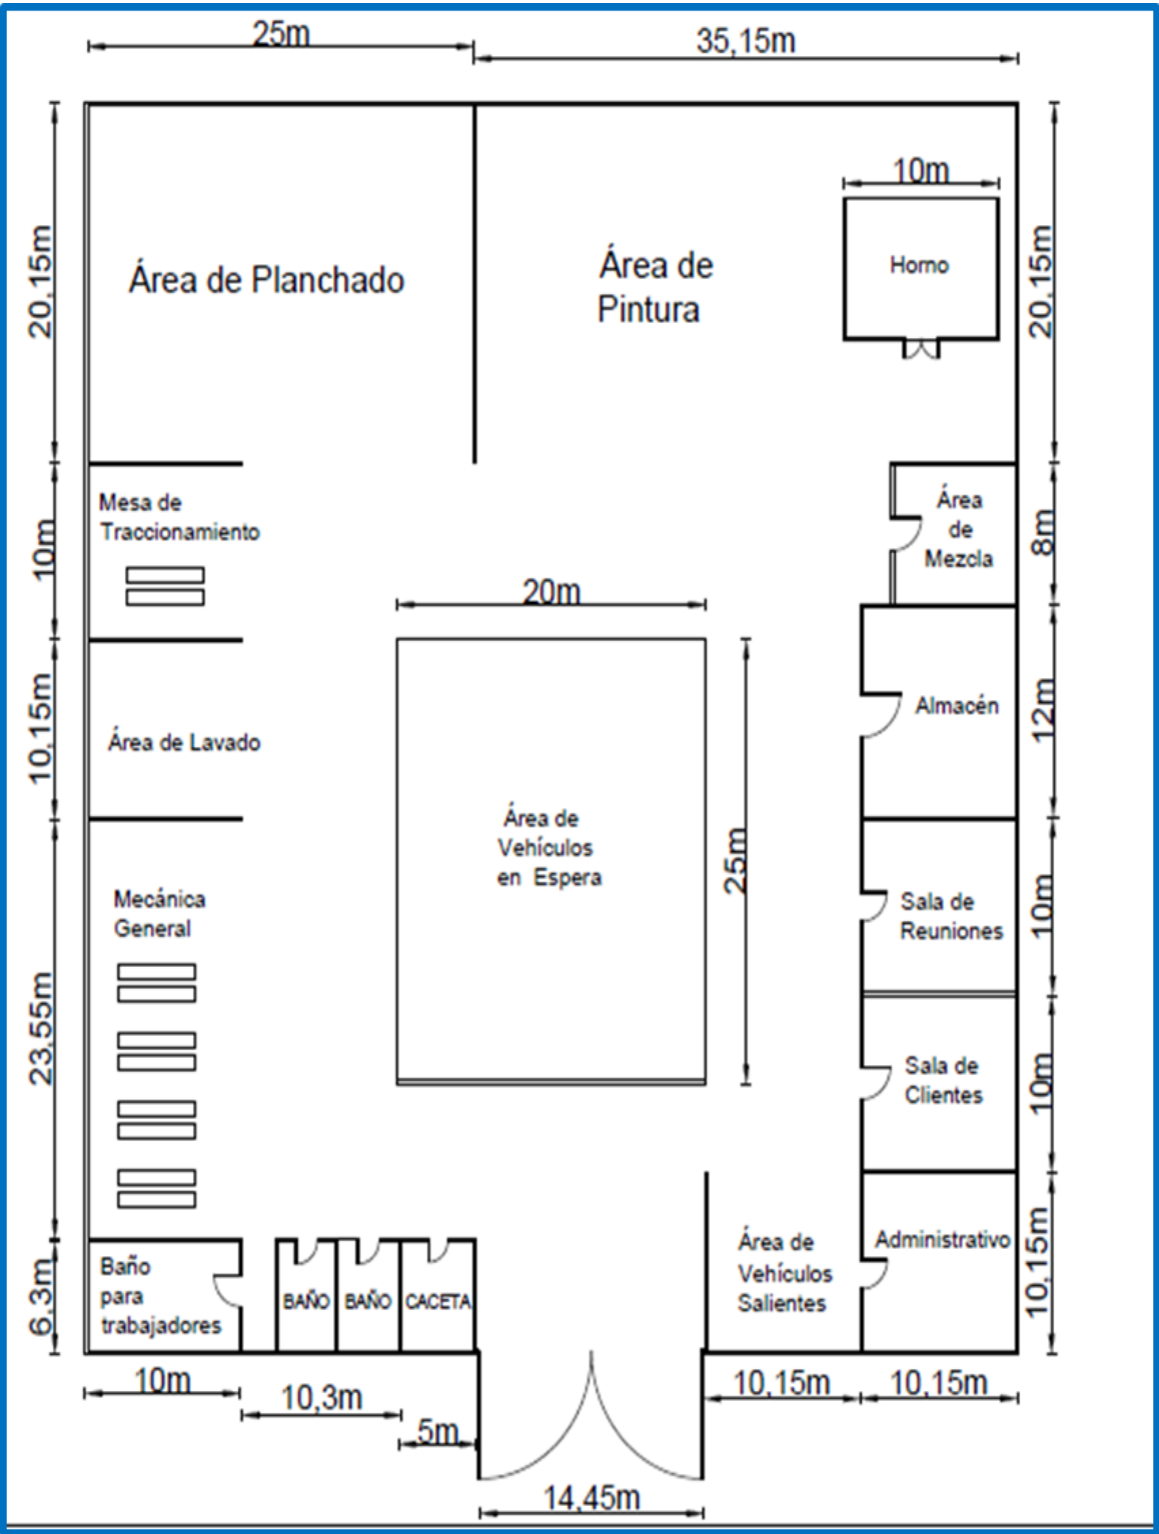 25m
35,15m
10m
20,15m
Área de Planchado
Área de
Pintura
Horno
20,15m
Mesa de
Traccionamiento
10m
Área
de
Mezcla
8m
20m
10,15m
Área de Lavado
Almacén
12m
Área de
Vehículos
en Espera
25m
Mecánica
General
Sala de
Reuniones
10m
23,55m
Sala de
Clientes
10m
Baño
para
trabajadores
6,3m
BAÑO
BAÑO
CACETA
Área de
Vehículos
Salientes
Administrativo
10,15m
10m
10,3m
5m
10,15m
10,15m
14,45m